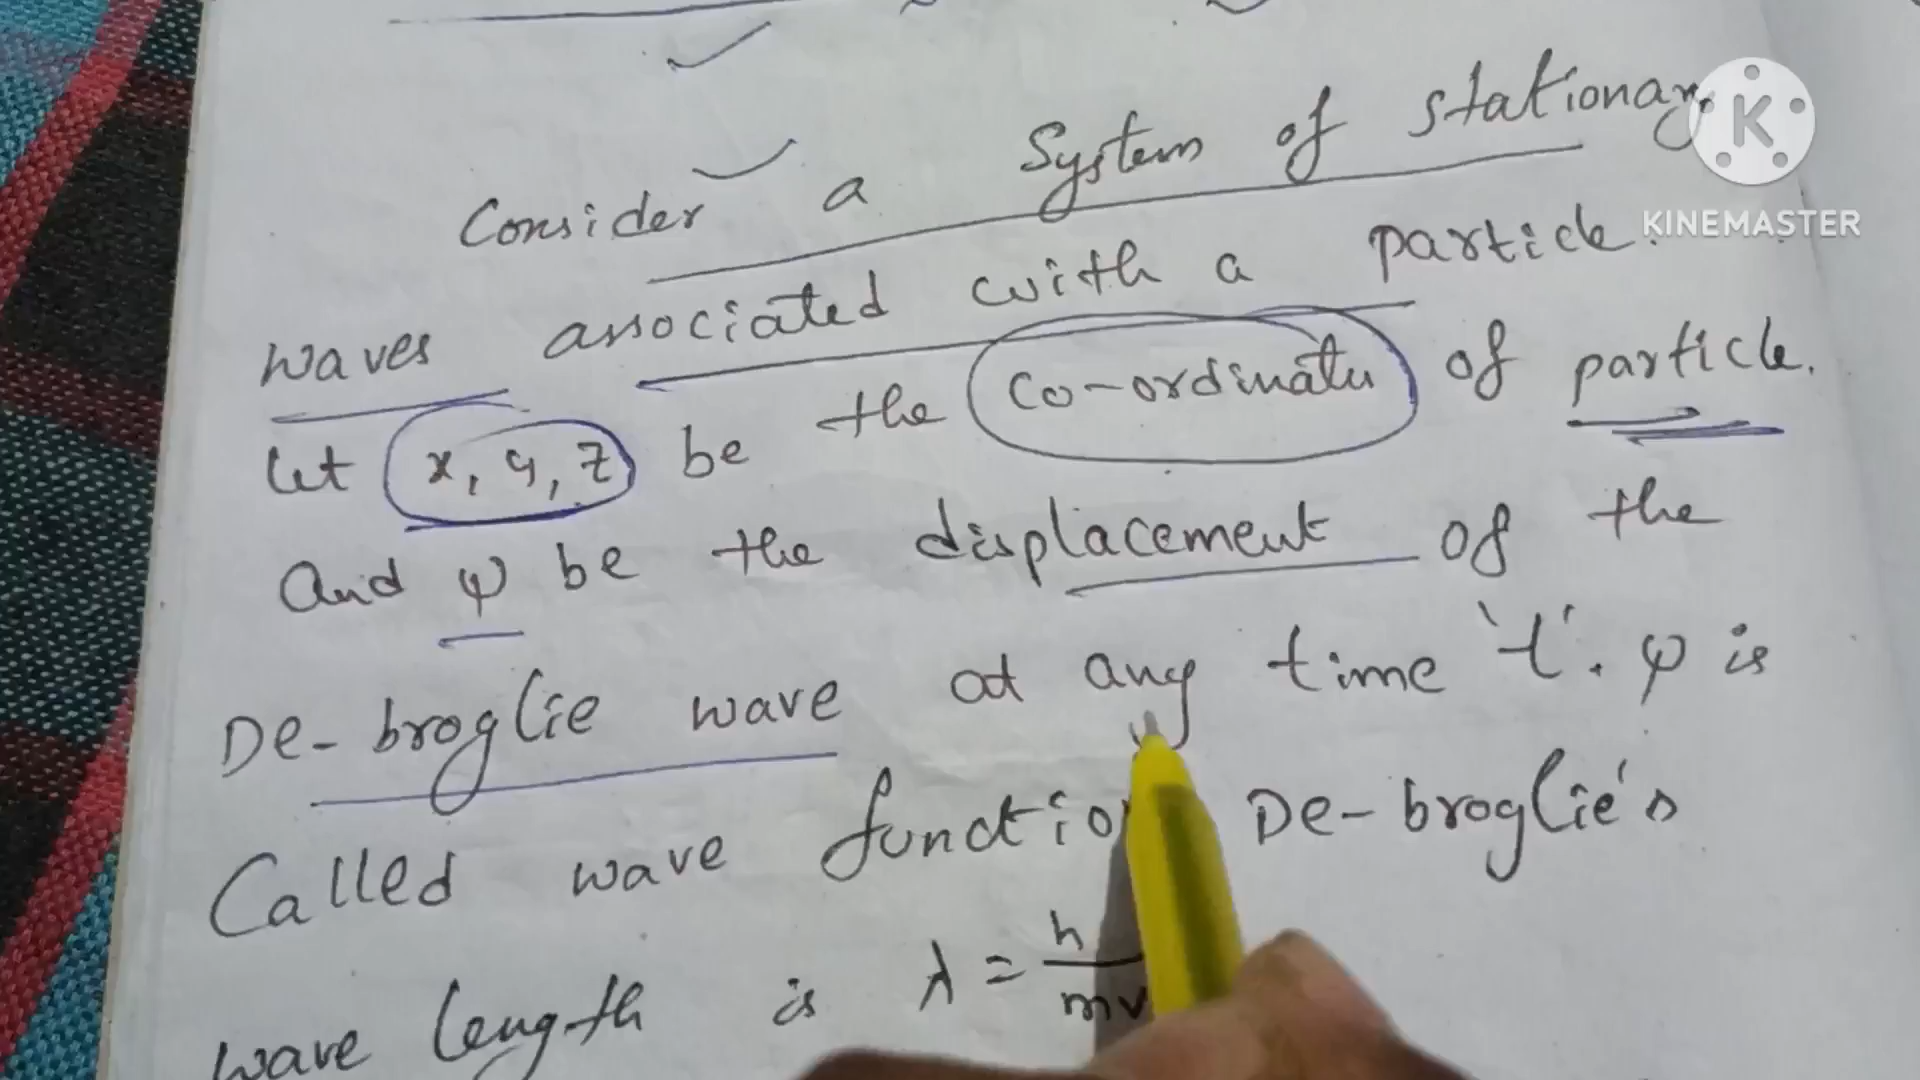 Consider a System of stationary
waves associated with a particle.
let x, y, z be the co-ordinates of particle.
and ψ be the displacement of the
De-broglie wave at any time 't'. ψ is
Called wave function De-broglie's
wave length is λ = h/mv
K
KINEMASTER